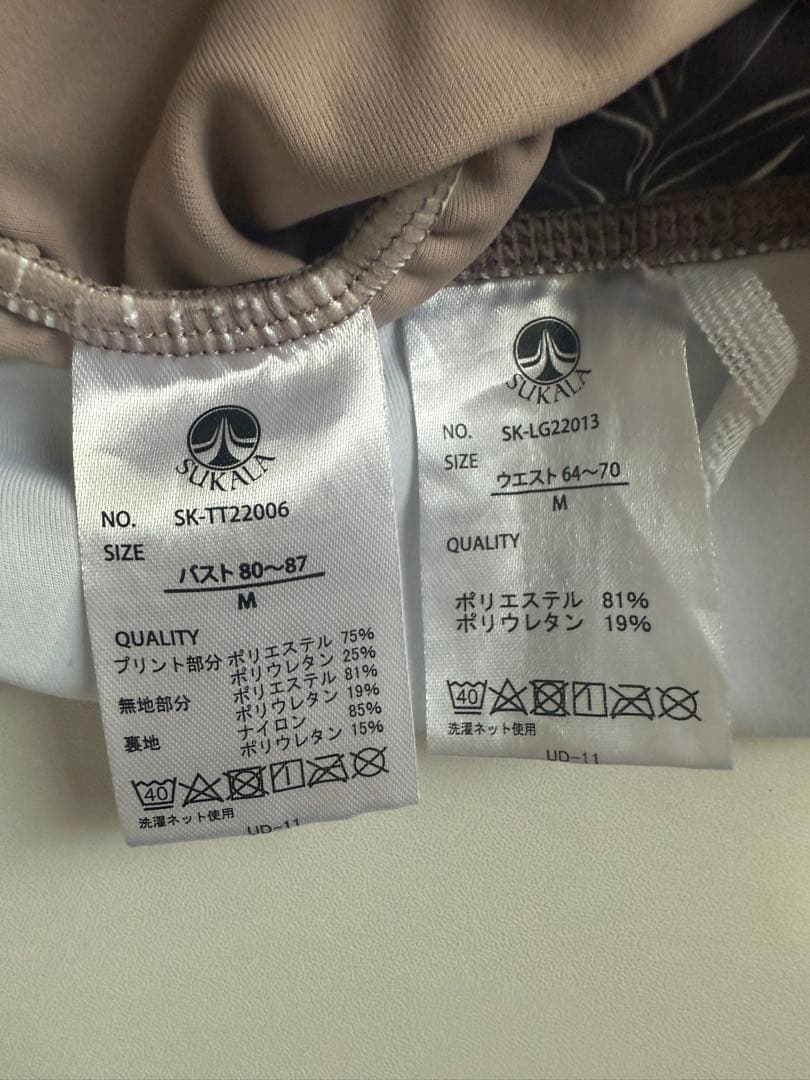 SUKALA
NO. SK-TT22006
SIZE
バスト 80〜87
M
QUALITY
プリント部分 ポリエステル 75%
ポリウレタン 25%
無地部分 ポリエステル 81%
ポリウレタン 19%
裏地 ナイロン 85%
ポリウレタン 15%
40
洗濯ネット使用
UD-11
SUKALA
NO. SK-LG22013
SIZE
ウエスト 64〜70
M
QUALITY
ポリエステル 81%
ポリウレタン 19%
40
洗濯ネット使用
UD-11